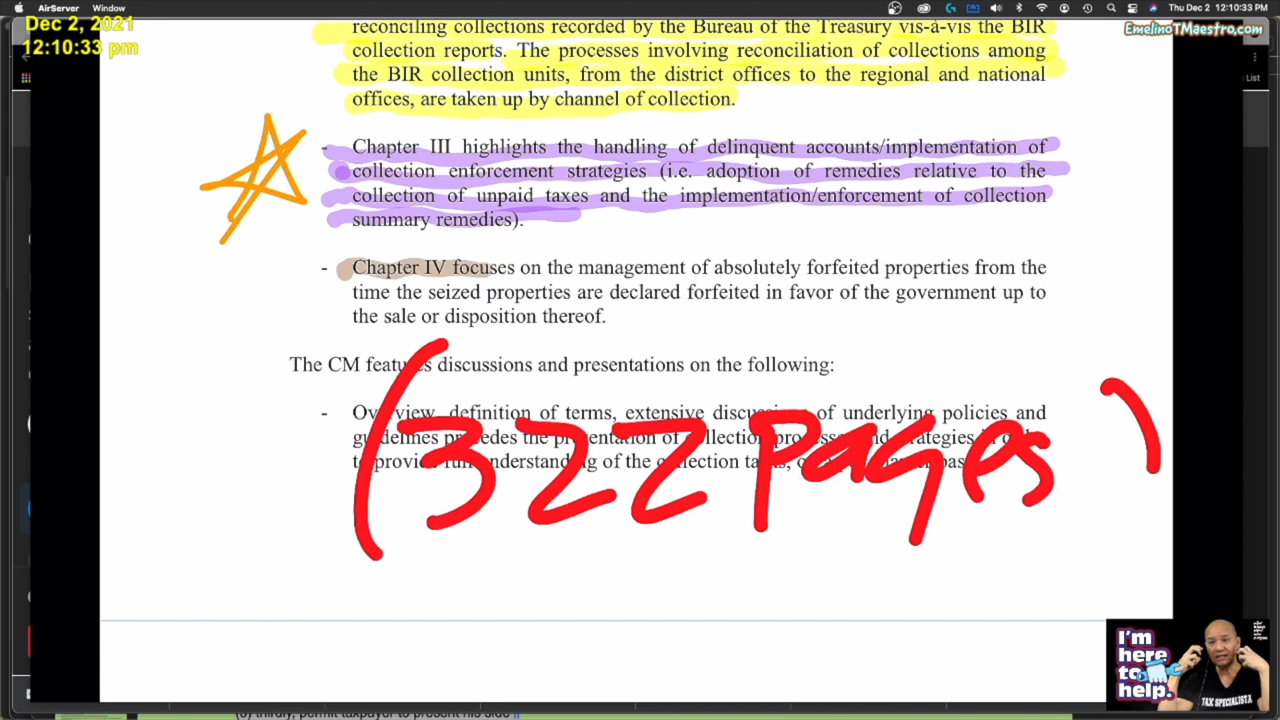 AirServer Window
Thu Dec 2 12:10:33 PM
Dec 2, 2021
12:10:33 pm
EmelinoTMaestro.com
List
reconciling collections recorded by the Bureau of the Treasury vis-à-vis the BIR
collection reports. The processes involving reconciliation of collections among
the BIR collection units, from the district offices to the regional and national
offices, are taken up by channel of collection.
- Chapter III highlights the handling of delinquent accounts/implementation of
collection enforcement strategies (i.e. adoption of remedies relative to the
collection of unpaid taxes and the implementation/enforcement of collection
summary remedies).
- Chapter IV focuses on the management of absolutely forfeited properties from the
time the seized properties are declared forfeited in favor of the government up to
the sale or disposition thereof.
The CM features discussions and presentations on the following:
- Overview, definition of terms, extensive discussions of underlying policies and
guidelines precedes the presentation of collection processes and strategies in
to provide full understanding of the collection
(322 Pages)
I'm
here
to
help.
TAX SPECIALISTA
thirdly, permit taxpayer to present his side